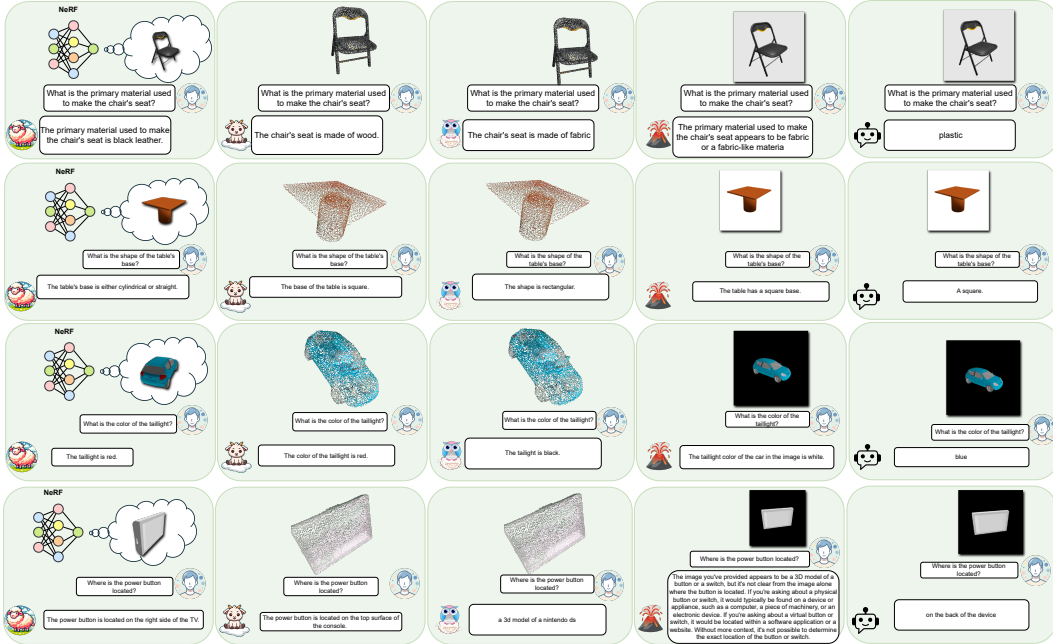 NeRF
What is the primary material used
to make the chair's seat?
The primary material used to make
the chair's seat is black leather.
What is the primary material used
to make the chair's seat?
The chair's seat is made of wood.
What is the primary material used
to make the chair's seat?
The chair's seat is made of fabric
What is the primary material used
to make the chair's seat?
The primary material used to make
the chair's seat appears to be fabric
or a fabric-like materia
What is the primary material used
to make the chair's seat?
plastic
NeRF
What is the shape of the table's
base?
The table's base is either cylindrical or straight.
What is the shape of the table's
base?
The base of the table is square.
What is the shape of the
table's base?
The shape is rectangular.
What is the shape of the
table's base?
The table has a square base.
What is the shape of the
table's base?
A square.
NeRF
What is the color of the taillight?
The taillight is red.
What is the color of the taillight?
The color of the taillight is red.
What is the color of the taillight?
The tailight is black.
What is the color of the
taillight?
The taillight color of the car in the image is white.
What is the color of the taillight?
blue
NeRF
Where is the power button
located?
The power button is located on the right side of the TV.
Where is the power button
located?
The power button is located on the top surface of
the console.
Where is the power button
located?
a 3d model of a nintendo ds
Where is the power button located?
The image you've provided appears to be a 3D model of a
button or a switch, but it's not clear from the image alone
where the button is located. If you're asking about a physical
button or switch, it would typically be found on a device or
appliance, such as a computer, a piece of machinery, or an
electronic device. If you're asking about a virtual button or
switch, it would be located within a software application or a
website. Without more context, it's not possible to determine
the exact location of the button or switch.
Where is the power button
located?
on the back of the device